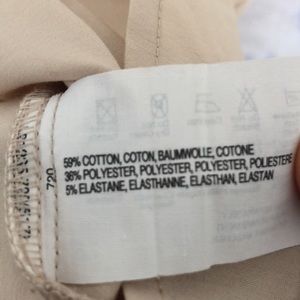 59% COTTON, COTON, BAUMWOLLE, COTONE
36% POLYESTER, POLYESTER, POLYESTER, POLIESTERE
5% ELASTANE, ELASTHANNE, ELASTHAN, ELASTAN
720